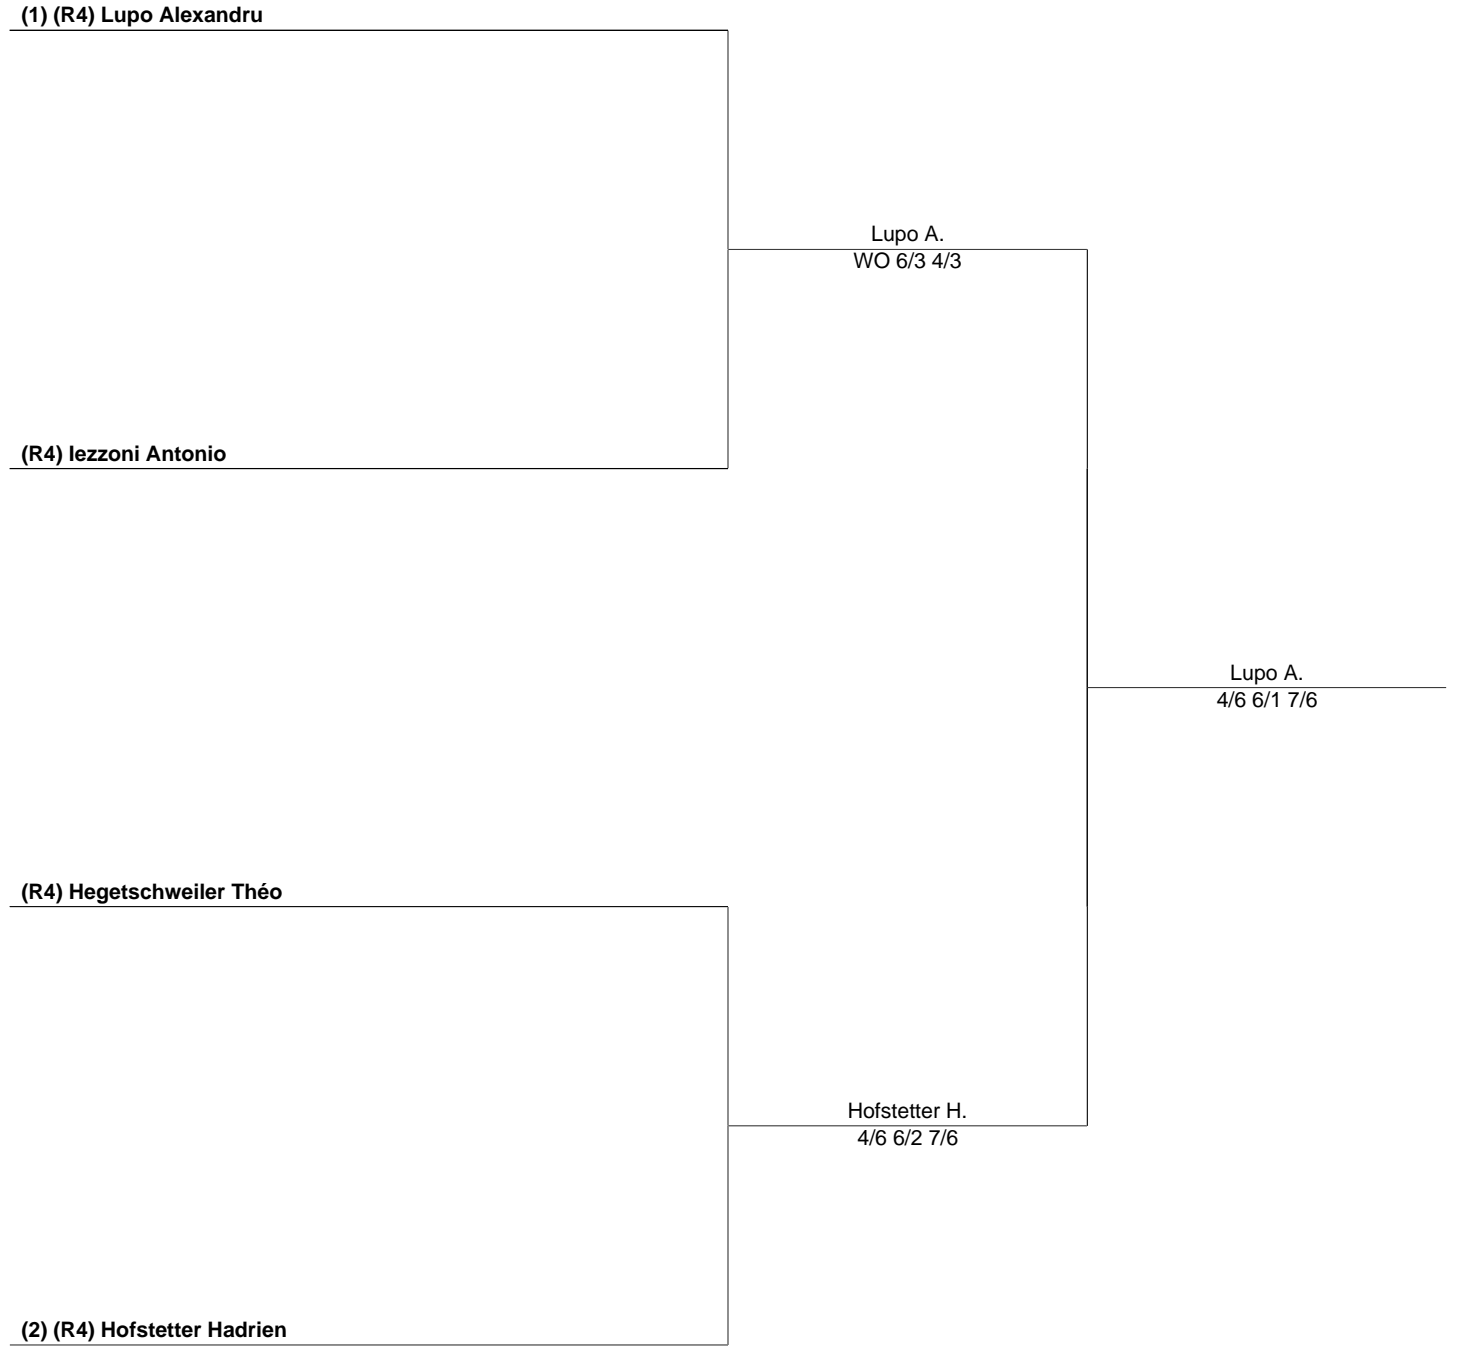 (1) (R4) Lupo Alexandru
Lupo A.
WO 6/3 4/3
(R4) Iezzoni Antonio
Lupo A.
4/6 6/1 7/6
(R4) Hegetschweiler Théo
Hofstetter H.
4/6 6/2 7/6
(2) (R4) Hofstetter Hadrien